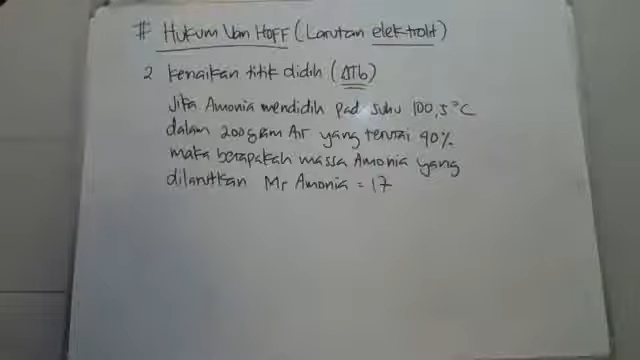 # Hukum Van Hoff (Larutan elektrolit)
2 kenaikan titik didih (ΔTb)
Jika Amonia mendidih pada suhu 100,5°C
dalam 200 gram Air yang terurai 90%
maka berapakah massa Amonia yang
dilarutkan Mr Amonia = 17